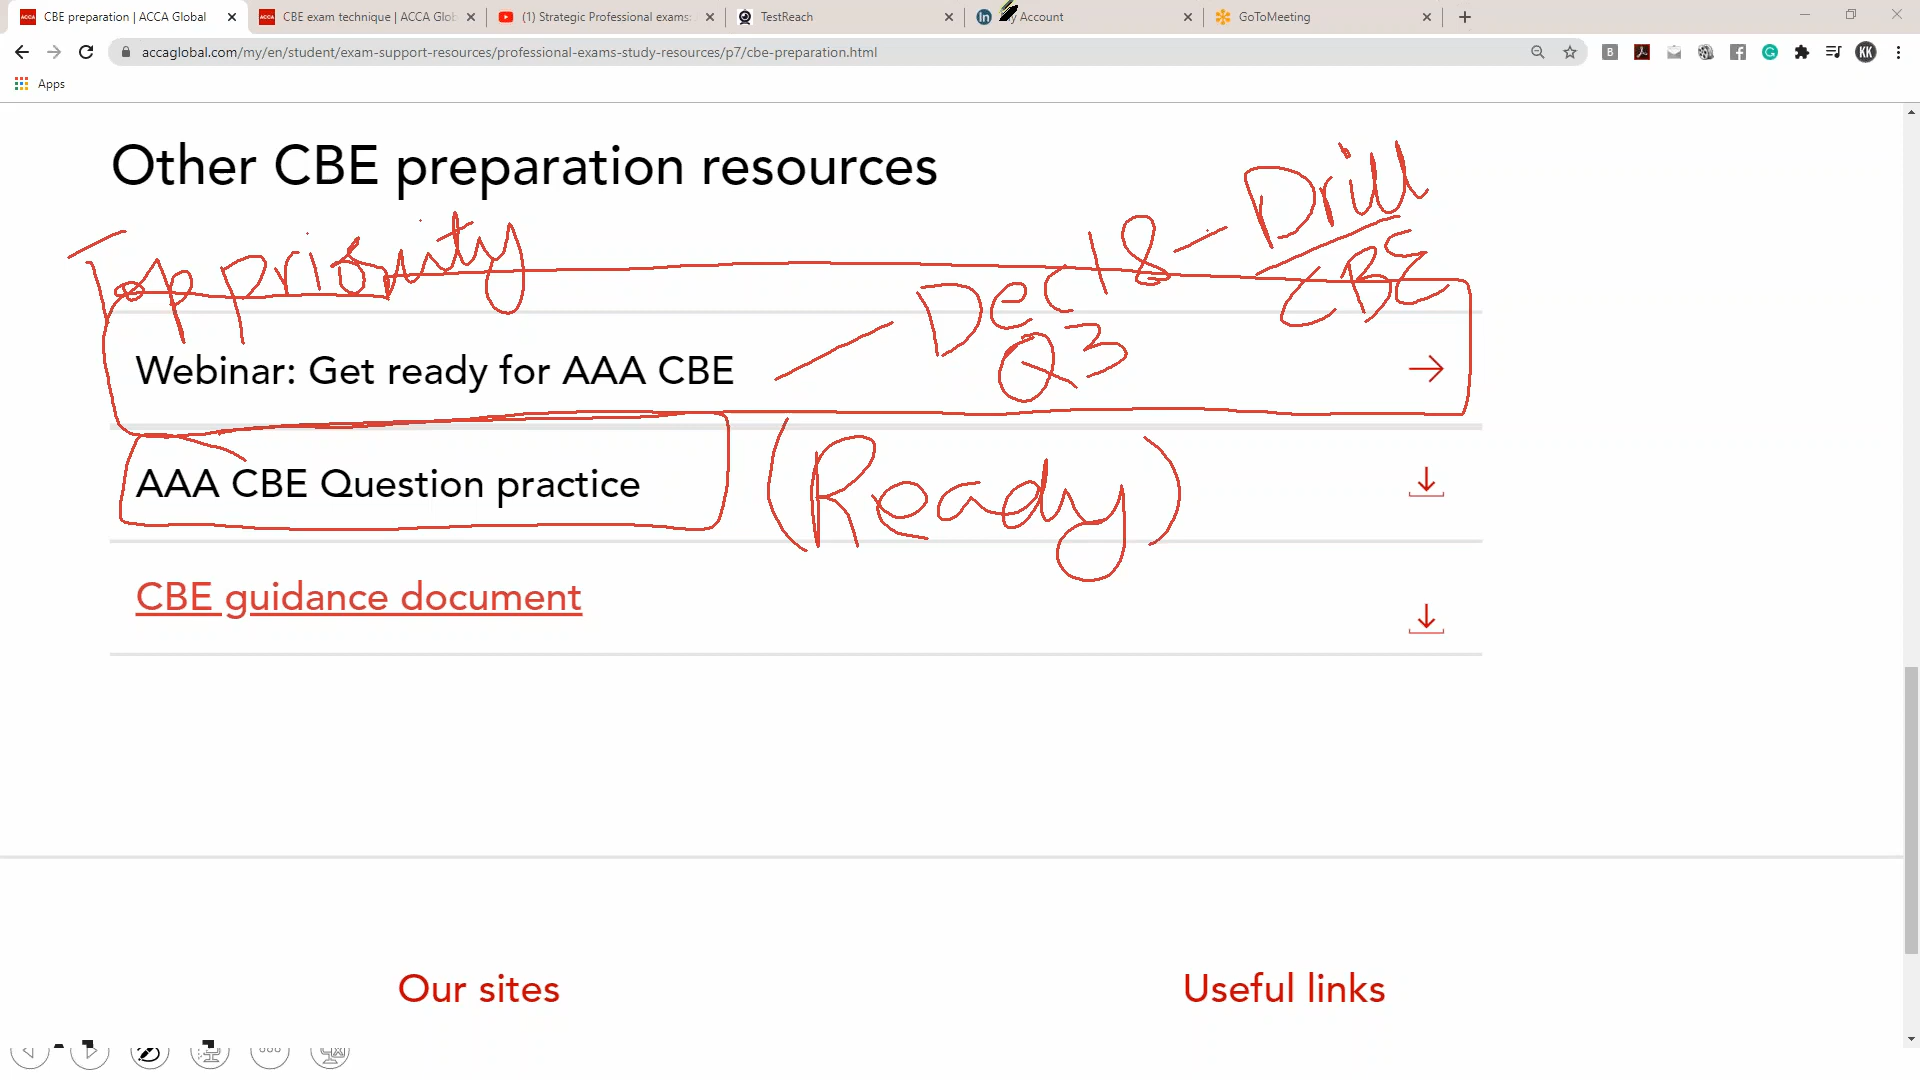 CBE preparation | ACCA Global
CBE exam technique | ACCA Glob
(1) Strategic Professional exams:
TestReach
My Account
GoToMeeting
accaglobal.com/my/en/student/exam-support-resources/professional-exams-study-resources/p7/cbe-preparation.html
KK
Apps
Other CBE preparation resources
Top priority
Dec 18 - Drill
CBE
Q3
Webinar: Get ready for AAA CBE
AAA CBE Question practice
(Ready)
CBE guidance document
Our sites
Useful links